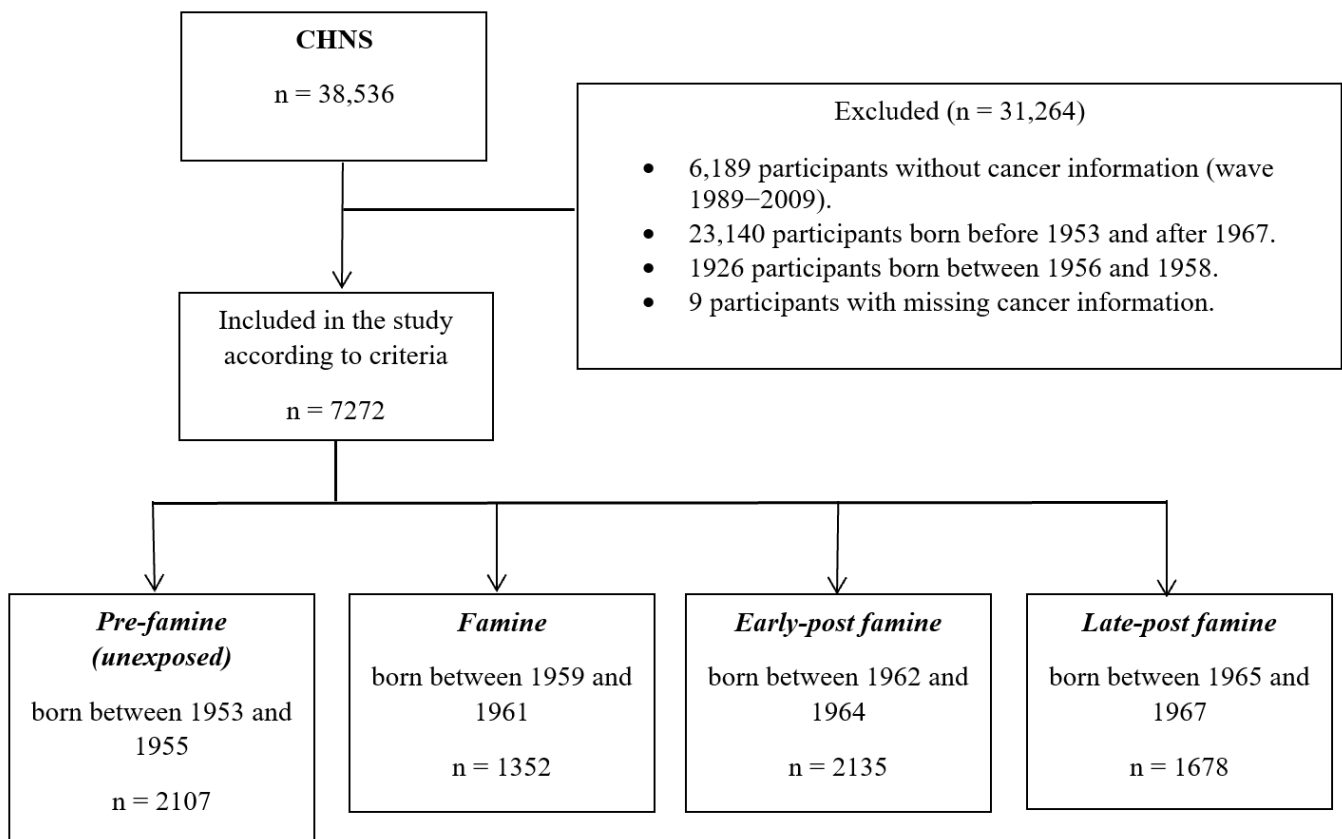 CHNS
n = 38,536
Excluded (n = 31,264)
• 6,189 participants without cancer information (wave
1989−2009).
• 23,140 participants born before 1953 and after 1967.
• 1926 participants born between 1956 and 1958.
• 9 participants with missing cancer information.
Included in the study
according to criteria
n = 7272
Pre-famine
(unexposed)
born between 1953 and
1955
n = 2107
Famine
born between 1959 and
1961
n = 1352
Early-post famine
born between 1962 and
1964
n = 2135
Late-post famine
born between 1965 and
1967
n = 1678